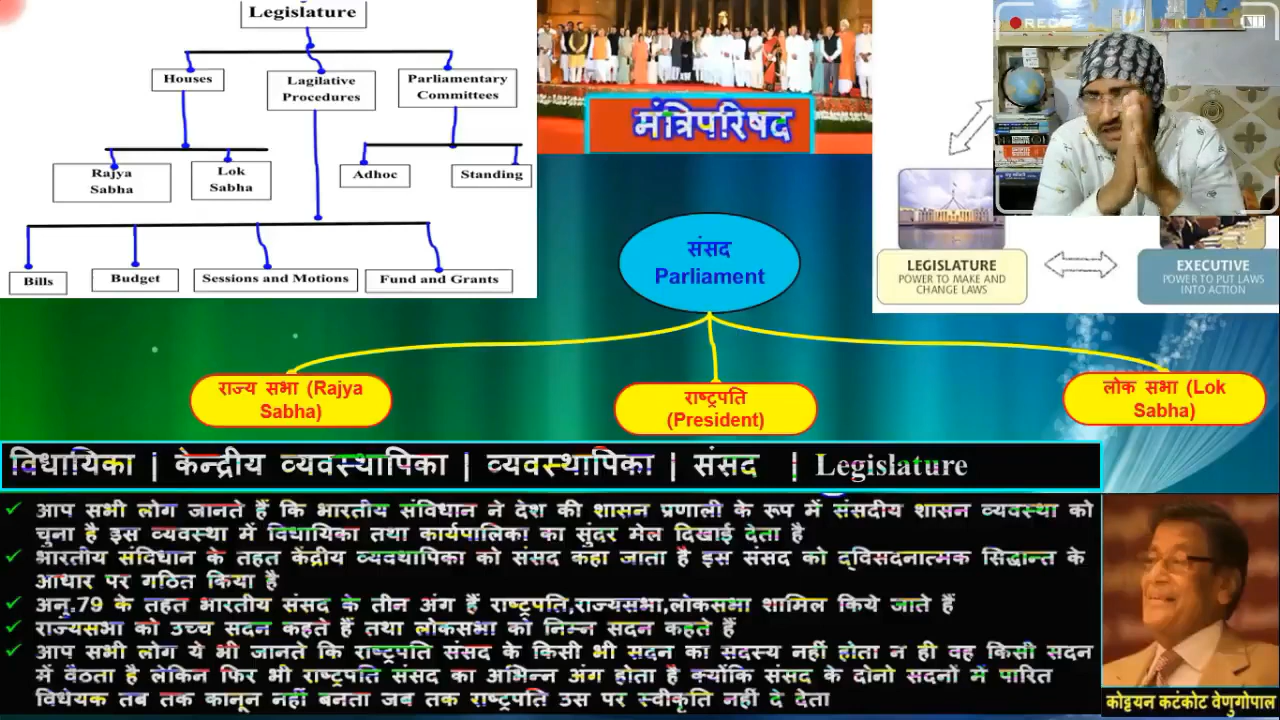 Legislature
Houses
Lagilative
Procedures
Parliamentary
Committees
Rajya
Sabha
Lok
Sabha
Adhoc
Standing
Bills
Budget
Sessions and Motions
Fund and Grants
मंत्रिपरिषद
REC
LEGISLATURE
POWER TO MAKE AND
CHANGE LAWS
EXECUTIVE
POWER TO PUT LAWS
INTO ACTION
संसद
Parliament
राज्य सभा (Rajya
Sabha)
राष्ट्रपति
(President)
लोक सभा (Lok
Sabha)
विधायिका | केन्द्रीय व्यवस्थापिका | व्यवस्थापिका | संसद | Legislature
आप सभी लोग जानते हैं कि भारतीय संविधान ने देश की शासन प्रणाली के रूप में संसदीय शासन व्यवस्था को
चुना है इस व्यवस्था में विधायिका तथा कार्यपालिका का सुंदर मेल दिखाई देता है
भारतीय संविधान के तहत केंद्रीय व्यवथापिका को संसद कहा जाता है इस संसद को द्विसदनात्मक सिद्धान्त के
आधार पर गठित किया है
अनु.79 के तहत भारतीय संसद के तीन अंग हैं राष्ट्रपति,राज्यसभा,लोकसभा शामिल किये जाते हैं
राज्यसभा को उच्च सदन कहते हैं तथा लोकसभा को निम्न सदन कहते हैं
आप सभी लोग ये भी जानते कि राष्ट्रपति संसद के किसी भी सदन का सदस्य नहीं होता न ही वह किसी सदन
में वैठता है लेकिन फिर भी राष्ट्रपति संसद का अभिन्न अंग होता है क्योंकि संसद के दोनो सदनों में पारित
विधेयक तब तक कानून नहीं बनता जब तक राष्ट्रपति उस पर स्वीकृति नहीं दे देता
कोट्टयन कटंकोट वेणुगोपाल